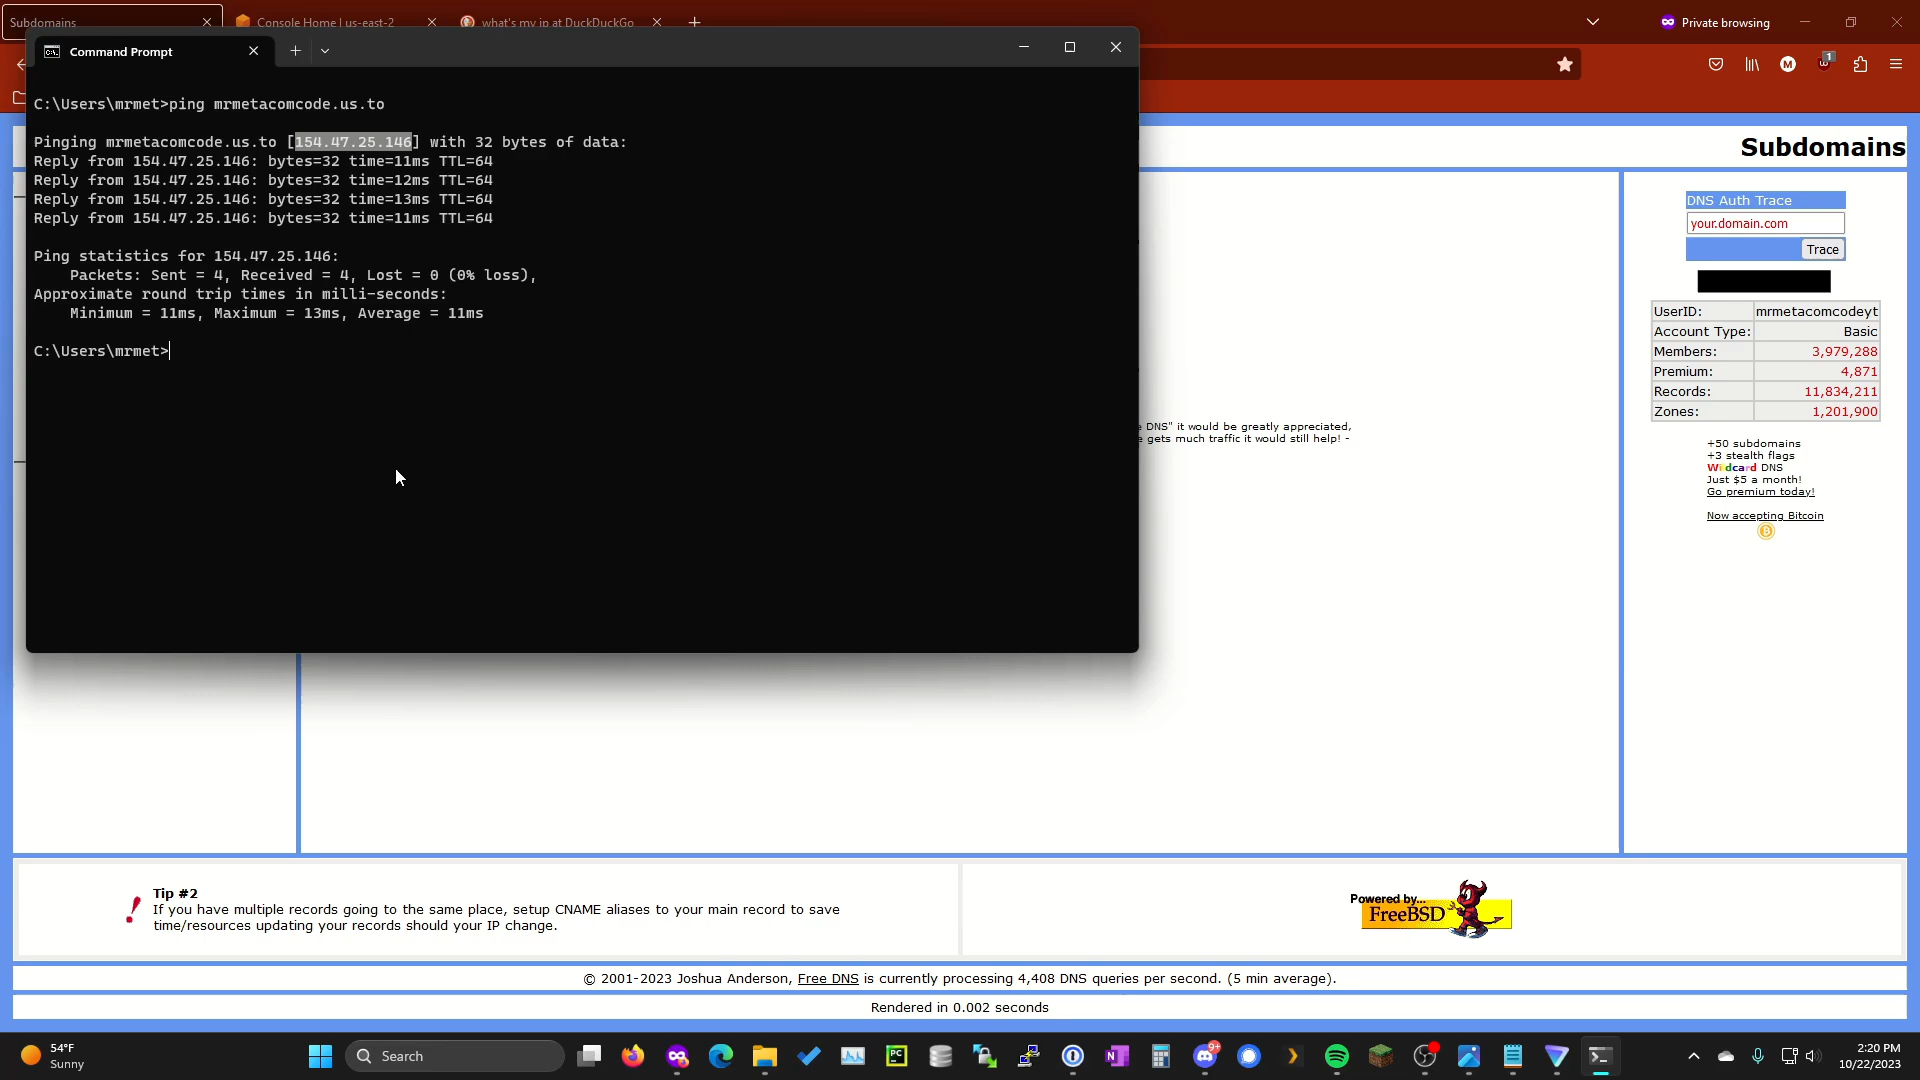 Subdomains
Console Home | us-east-2
what's my ip at DuckDuckGo
Private browsing
Command Prompt
1
C:\Users\mrmet>ping mrmetacomcode.us.to
Pinging mrmetacomcode.us.to [154.47.25.146] with 32 bytes of data:
Reply from 154.47.25.146: bytes=32 time=11ms TTL=64
Reply from 154.47.25.146: bytes=32 time=12ms TTL=64
Reply from 154.47.25.146: bytes=32 time=13ms TTL=64
Reply from 154.47.25.146: bytes=32 time=11ms TTL=64
Ping statistics for 154.47.25.146:
Packets: Sent = 4, Received = 4, Lost = 0 (0% loss),
Approximate round trip times in milli-seconds:
Minimum = 11ms, Maximum = 13ms, Average = 11ms
C:\Users\mrmet>
Subdomains
DNS Auth Trace
your.domain.com
Trace
UserID: mrmetacomcodeyt
Account Type: Basic
Members: 3,979,288
Premium: 4,871
Records: 11,834,211
Zones: 1,201,900
DNS" it would be greatly appreciated,
gets much traffic it would still help! -
+50 subdomains
+3 stealth flags
Wildcard DNS
Just $5 a month!
Go premium today!
Now accepting Bitcoin
Tip #2
If you have multiple records going to the same place, setup CNAME aliases to your main record to save
time/resources updating your records should your IP change.
Powered by...
FreeBSD
© 2001-2023 Joshua Anderson, Free DNS is currently processing 4,408 DNS queries per second. (5 min average).
Rendered in 0.002 seconds
54°F
Sunny
Search
PC
9+
2:20 PM
10/22/2023